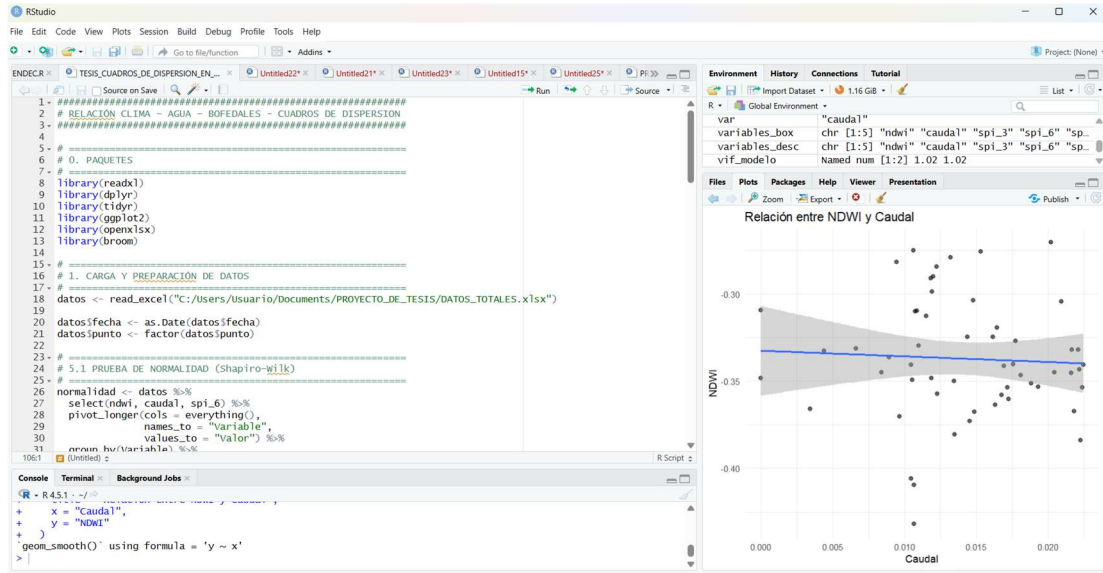 RStudio
File Edit Code View Plots Session Build Debug Profile Tools Help
Go to file/function Addins Project: (None)
ENDEC.R TESIS_CUADROS_DE_DISPERSION_EN_... Untitled22* Untitled21* Untitled23* Untitled15* Untitled25*
Source on Save Run Source
1 ############################################################
2 # RELACIÓN CLIMA – AGUA – BOFEDALES – CUADROS DE DISPERSION
3 ############################################################
4
5 # ==========================================================
6 # 0. PAQUETES
7 # ==========================================================
8 library(readxl)
9 library(dplyr)
10 library(tidyr)
11 library(ggplot2)
12 library(openxlsx)
13 library(broom)
14
15 # ==========================================================
16 # 1. CARGA Y PREPARACIÓN DE DATOS
17 # ==========================================================
18 datos <- read_excel("C:/Users/Usuario/Documents/PROYECTO_DE_TESIS/DATOS_TOTALES.xlsx")
19
20 datos$fecha <- as.Date(datos$fecha)
21 datos$punto <- factor(datos$punto)
22
23 # ==========================================================
24 # 5.1 PRUEBA DE NORMALIDAD (Shapiro-Wilk)
25 # ==========================================================
26 normalidad <- datos %>%
27 select(ndwi, caudal, spi_6) %>%
28 pivot_longer(cols = everything(),
29 names_to = "Variable",
30 values_to = "Valor") %>%
31 group_by(Variable) %>%
106:1 (Untitled) R Script
Console Terminal Background Jobs
R 4.5.1 · ~/
+ x = "Caudal",
+ y = "NDWI"
+ )
`geom_smooth()` using formula = 'y ~ x'
>
Environment History Connections Tutorial
Import Dataset 1.16 GiB List
R Global Environment
var "caudal"
variables_box chr [1:5] "ndwi" "caudal" "spi_3" "spi_6" "sp…
variables_desc chr [1:5] "ndwi" "caudal" "spi_3" "spi_6" "sp…
vif_modelo Named num [1:2] 1.02 1.02
Files Plots Packages Help Viewer Presentation
Zoom Export Publish
Relación entre NDWI y Caudal
-0.30
-0.35
-0.40
NDWI
0.000 0.005 0.010 0.015 0.020
Caudal